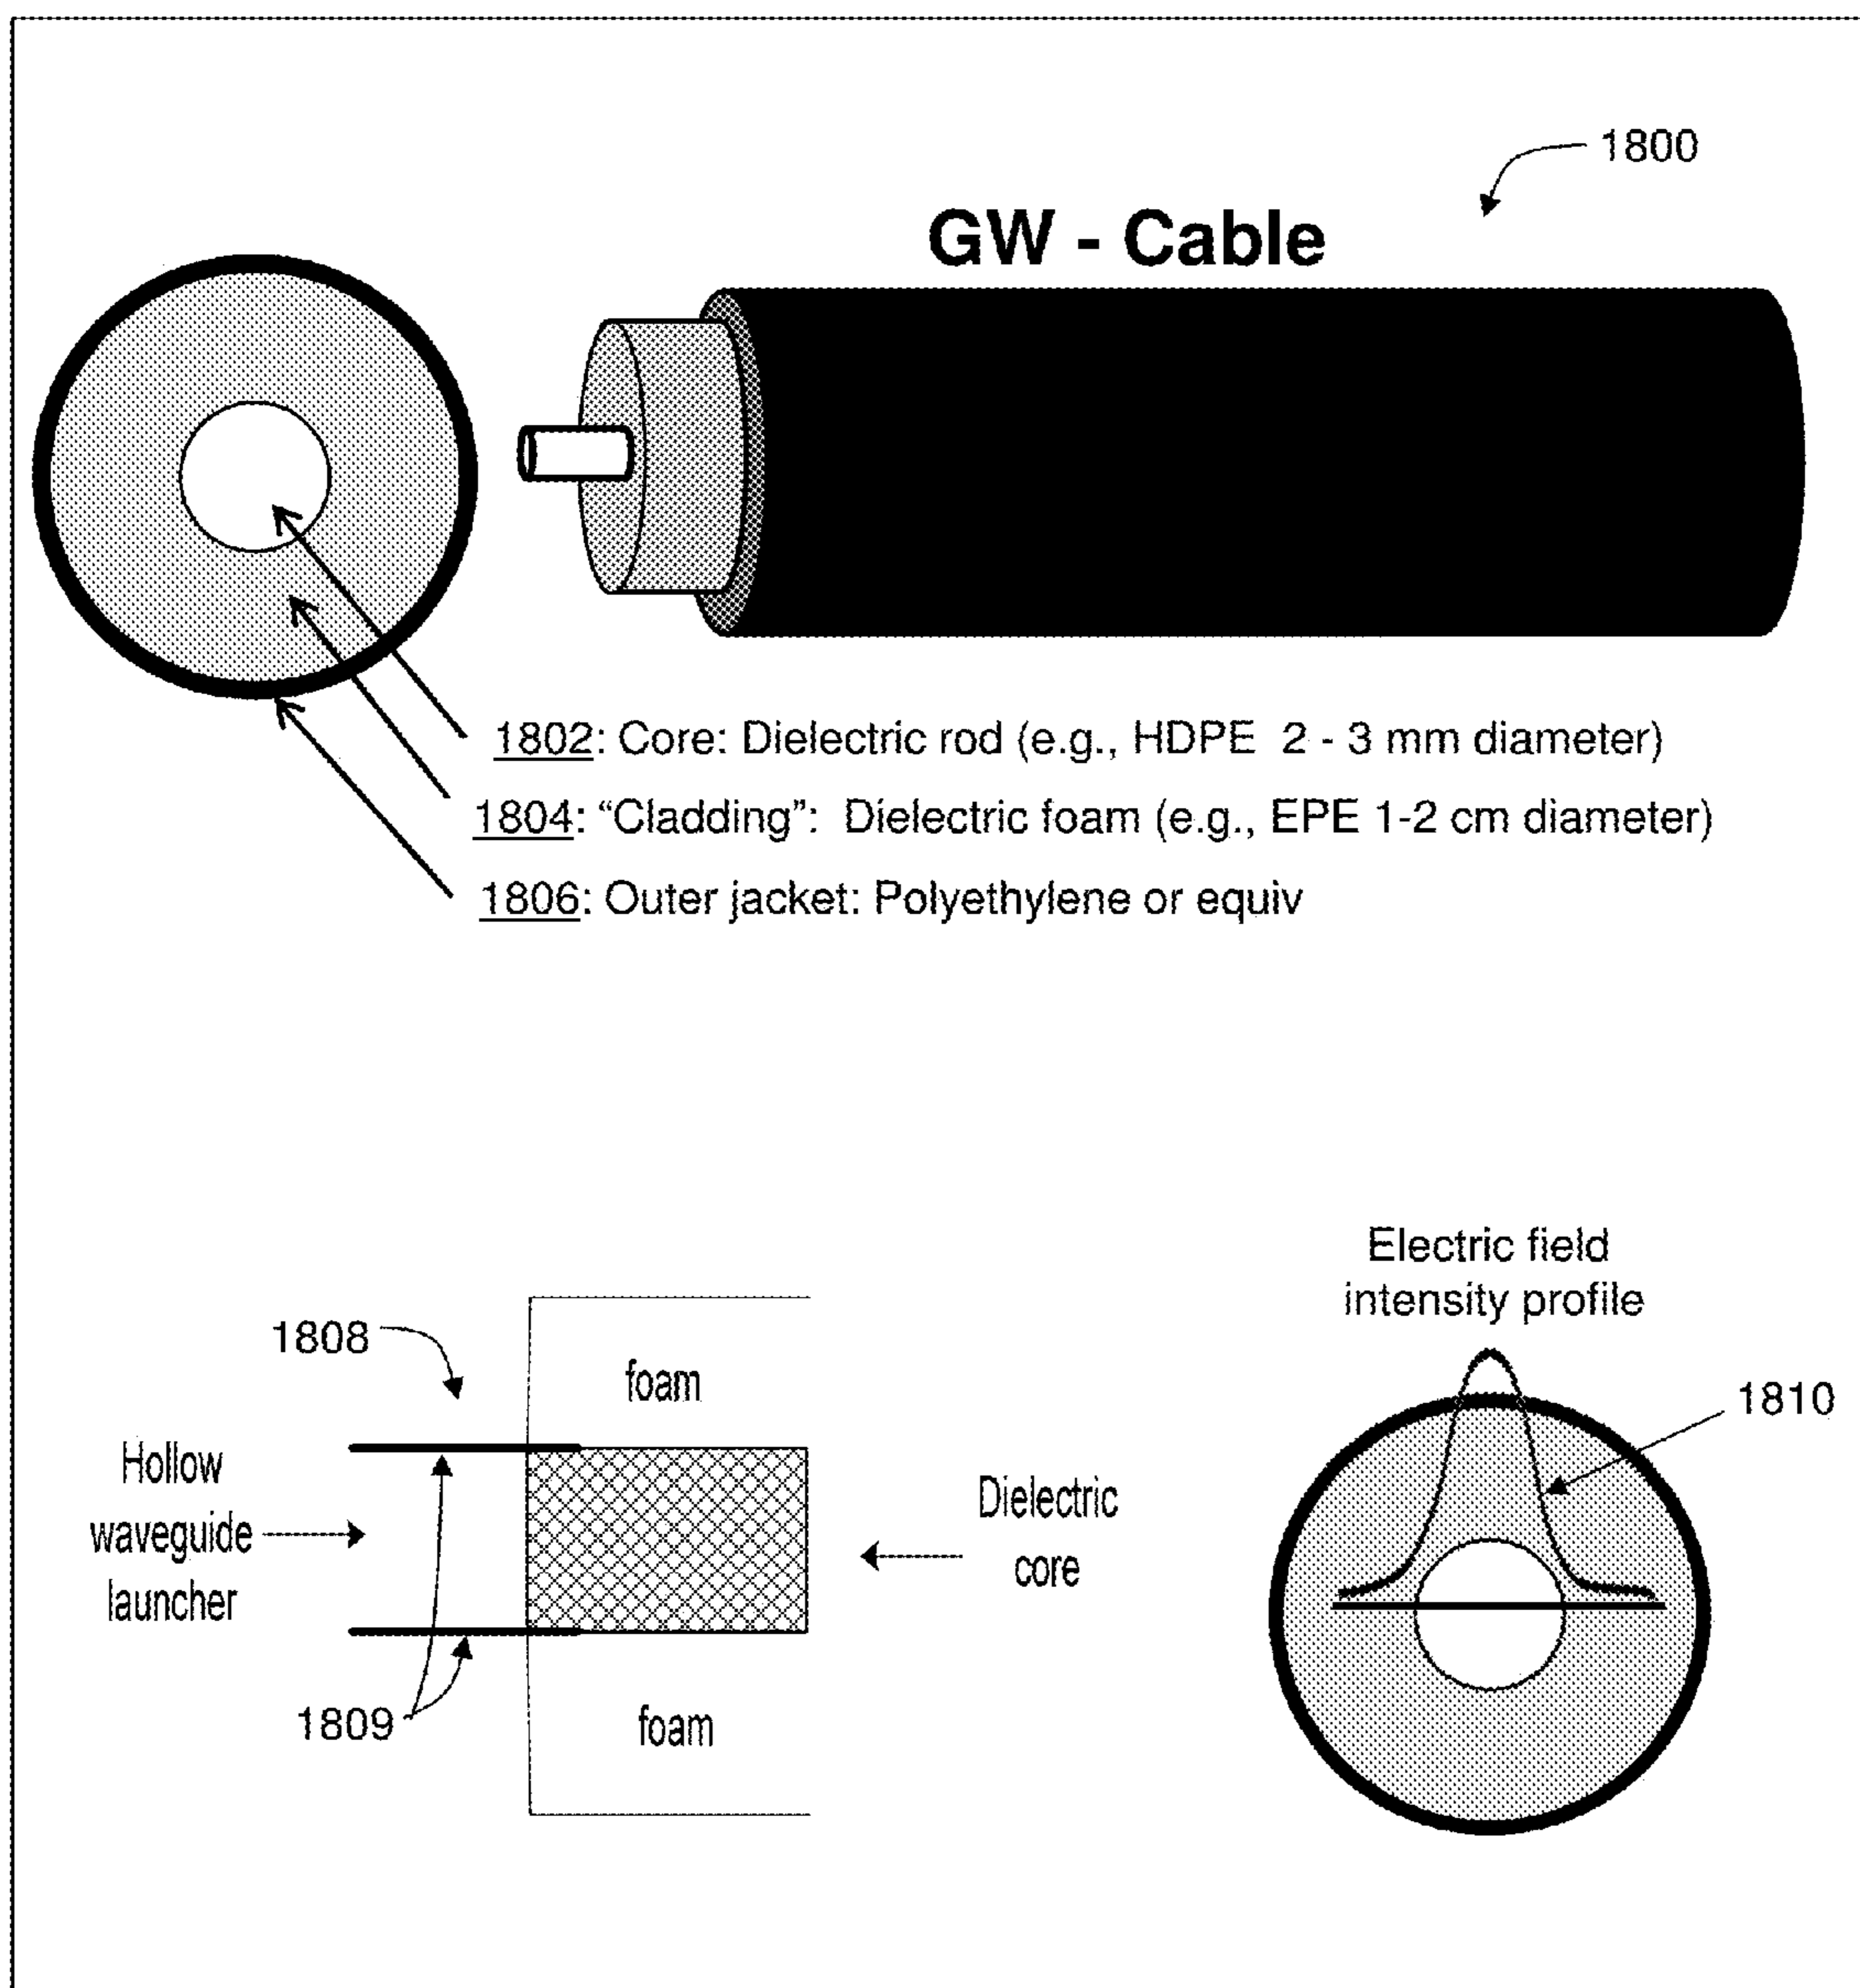 1800
GW - Cable
1802: Core: Dielectric rod (e.g., HDPE 2 - 3 mm diameter)
1804: “Cladding”: Dielectric foam (e.g., EPE 1-2 cm diameter)
1806: Outer jacket: Polyethylene or equiv
Electric field
intensity profile
1808
foam
1810
Hollow
waveguide
launcher
Dielectric
core
1809
foam